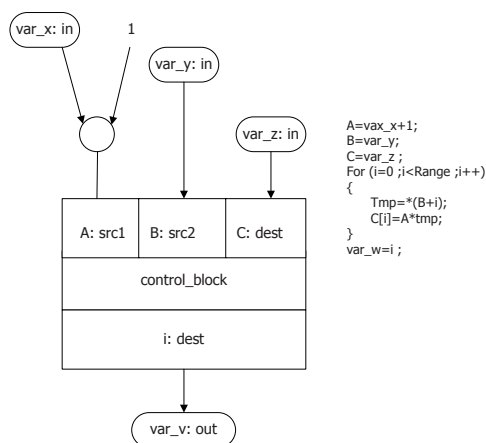 var_x: in
1
var_y: in
var_z: in
A: src1
B: src2
C: dest
control_block
i: dest
var_v: out
A=vax_x+1;
B=var_y;
C=var_z ;
For (i=0 ;i<Range ;i++)
{
Tmp=*(B+i);
C[i]=A*tmp;
}
var_w=i ;